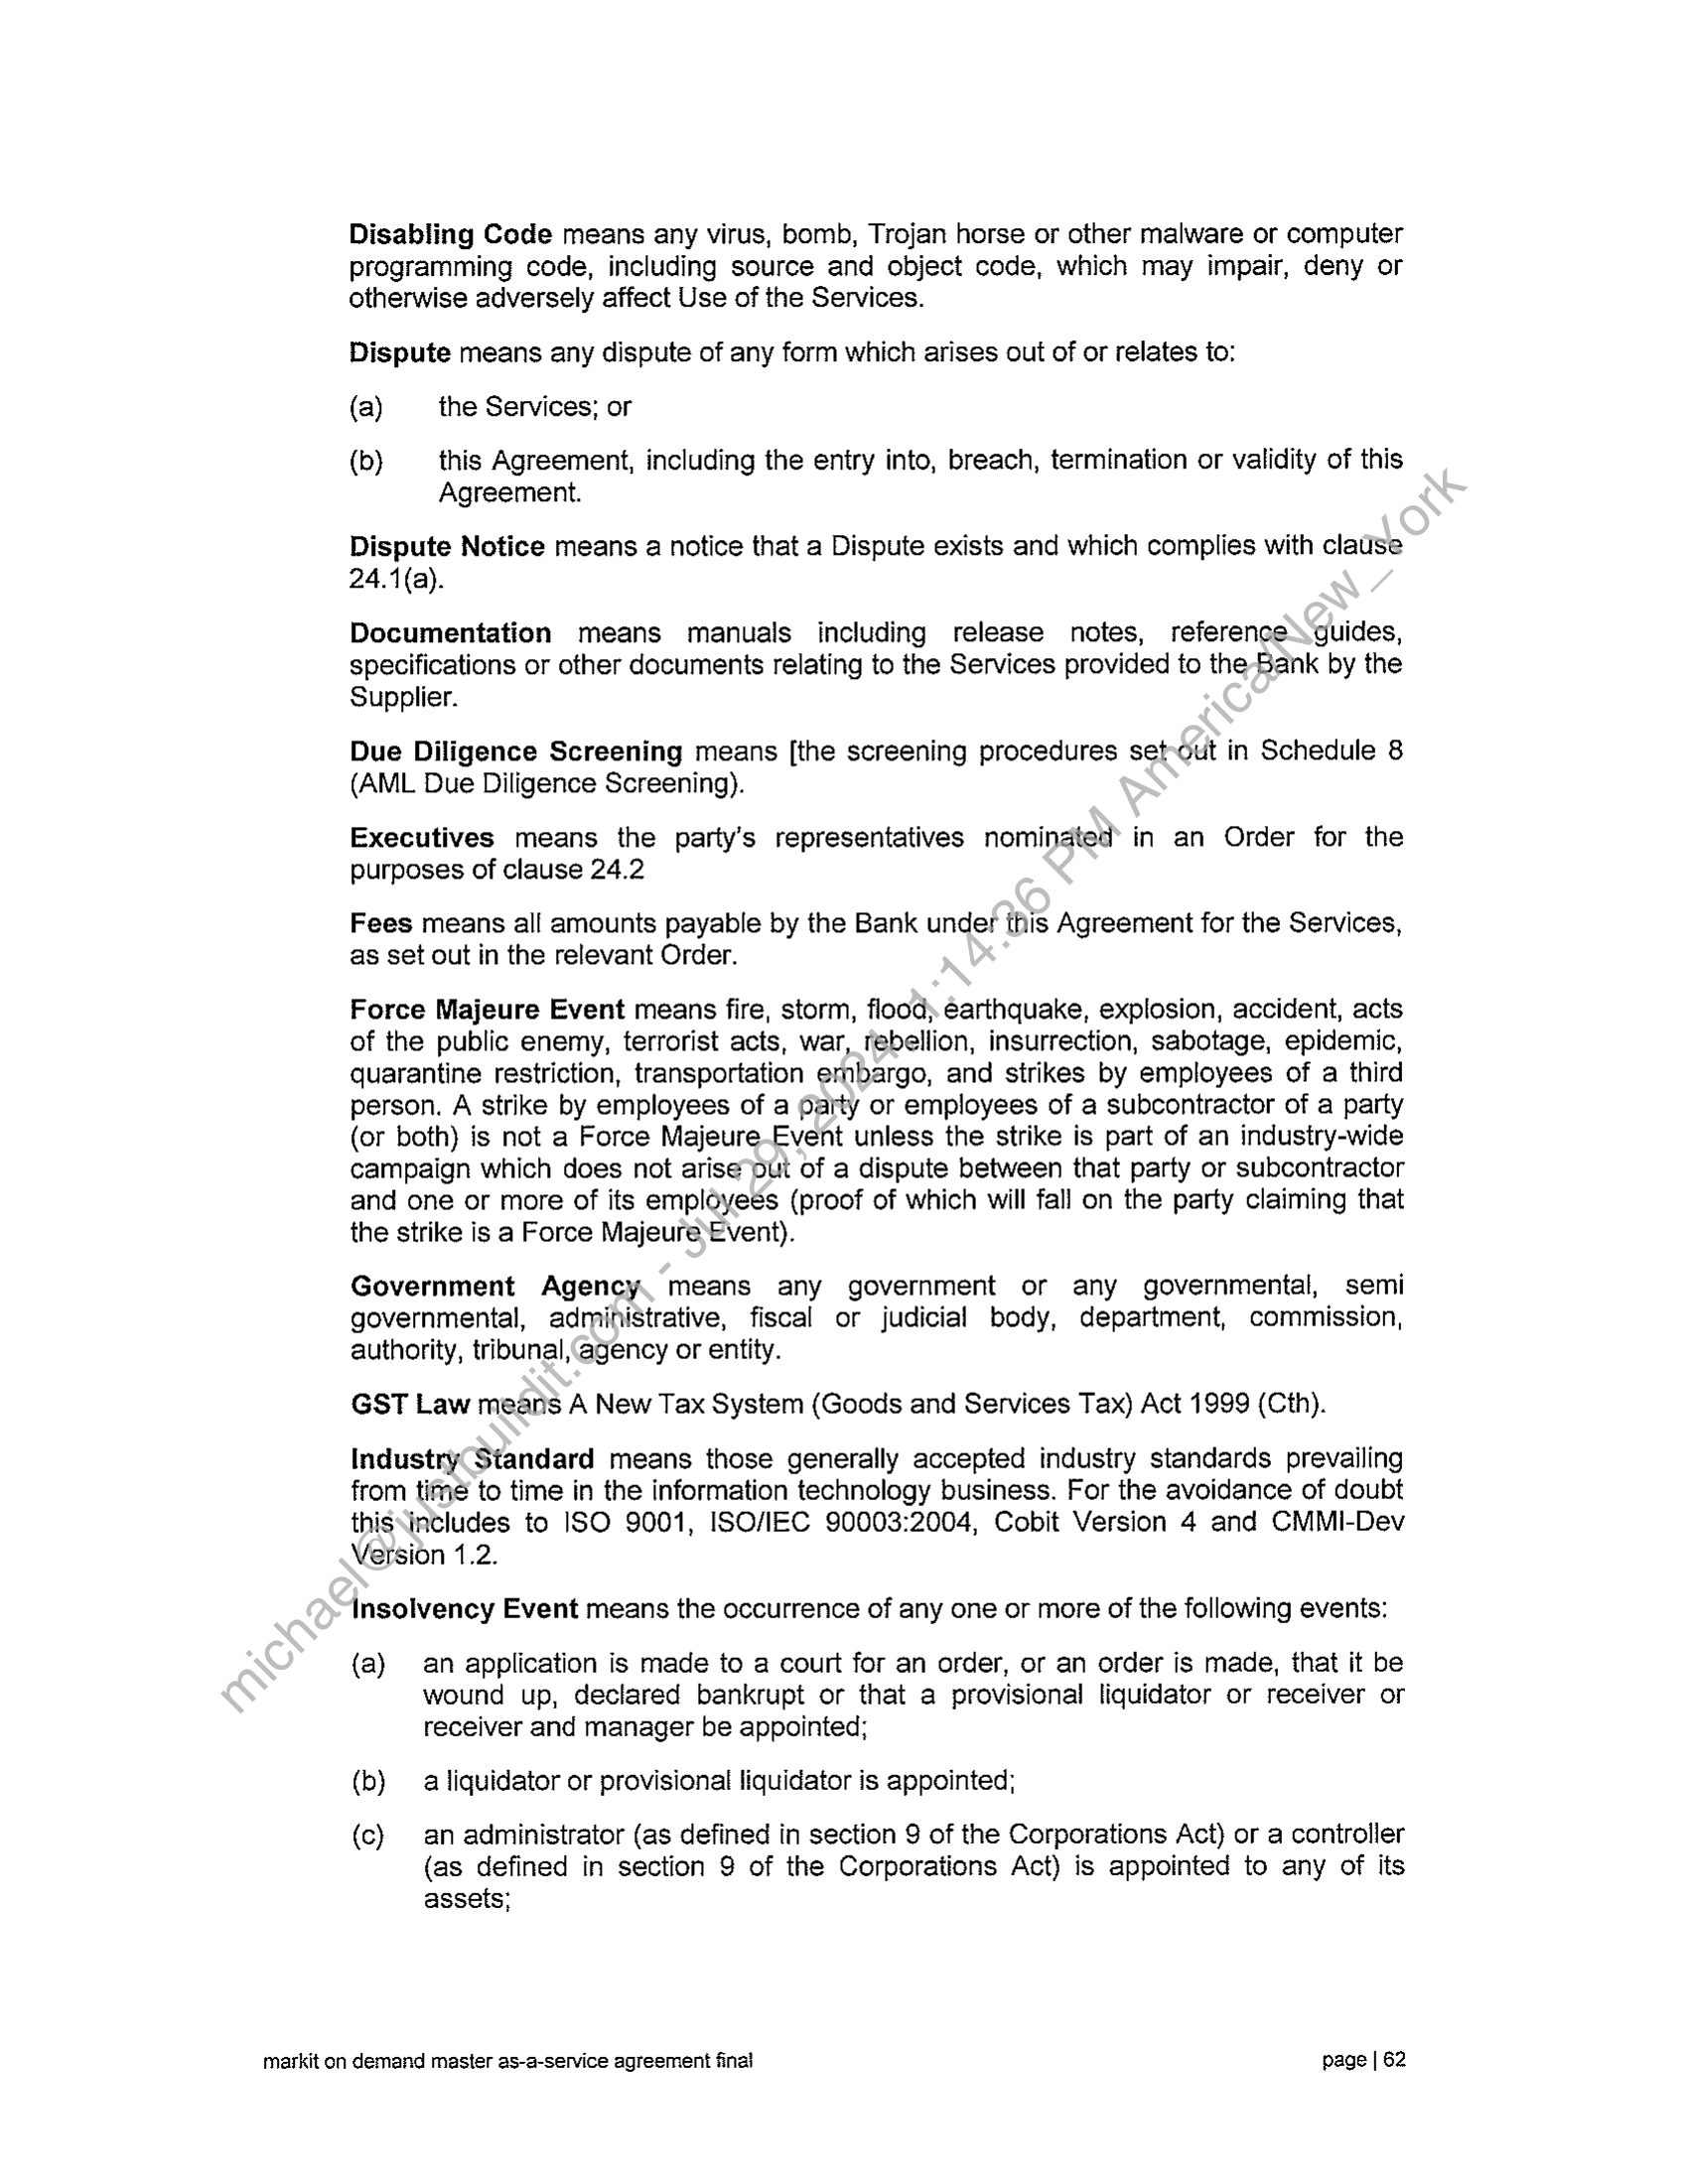 Disabling Code means any virus, bomb, Trojan horse or other malware or computer
programming code, including source and object code, which may impair, deny or
otherwise adversely affect Use of the Services.
Dispute means any dispute of any form which arises out of or relates to:
(a) the Services; or
(b) this Agreement, including the entry into, breach, termination or validity of this
Agreement.
Dispute Notice means a notice that a Dispute exists and which complies with clause
24.1(a).
Documentation means manuals including release notes, reference guides,
specifications or other documents relating to the Services provided to the Bank by the
Supplier.
Due Diligence Screening means [the screening procedures set out in Schedule 8
(AML Due Diligence Screening).
Executives means the party's representatives nominated in an Order for the
purposes of clause 24.2
Fees means all amounts payable by the Bank under this Agreement for the Services,
as set out in the relevant Order.
Force Majeure Event means fire, storm, flood, earthquake, explosion, accident, acts
of the public enemy, terrorist acts, war, rebellion, insurrection, sabotage, epidemic,
quarantine restriction, transportation embargo, and strikes by employees of a third
person. A strike by employees of a party or employees of a subcontractor of a party
(or both) is not a Force Majeure Event unless the strike is part of an industry-wide
campaign which does not arise out of a dispute between that party or subcontractor
and one or more of its employees (proof of which will fall on the party claiming that
the strike is a Force Majeure Event).
Government Agency means any government or any governmental, semi
governmental, administrative, fiscal or judicial body, department, commission,
authority, tribunal, agency or entity.
GST Law means A New Tax System (Goods and Services Tax) Act 1999 (Cth).
Industry Standard means those generally accepted industry standards prevailing
from time to time in the information technology business. For the avoidance of doubt
this includes to ISO 9001, ISO/IEC 90003:2004, Cobit Version 4 and CMMI-Dev
Version 1.2.
Insolvency Event means the occurrence of any one or more of the following events:
(a) an application is made to a court for an order, or an order is made, that it be
wound up, declared bankrupt or that a provisional liquidator or receiver or
receiver and manager be appointed;
(b) a liquidator or provisional liquidator is appointed;
(c) an administrator (as defined in section 9 of the Corporations Act) or a controller
(as defined in section 9 of the Corporations Act) is appointed to any of its
assets;
markit on demand master as-a-service agreement final page | 62
michael@justbuildit.com - Jul 29, 2024, 1:14:36 PM America/New_York